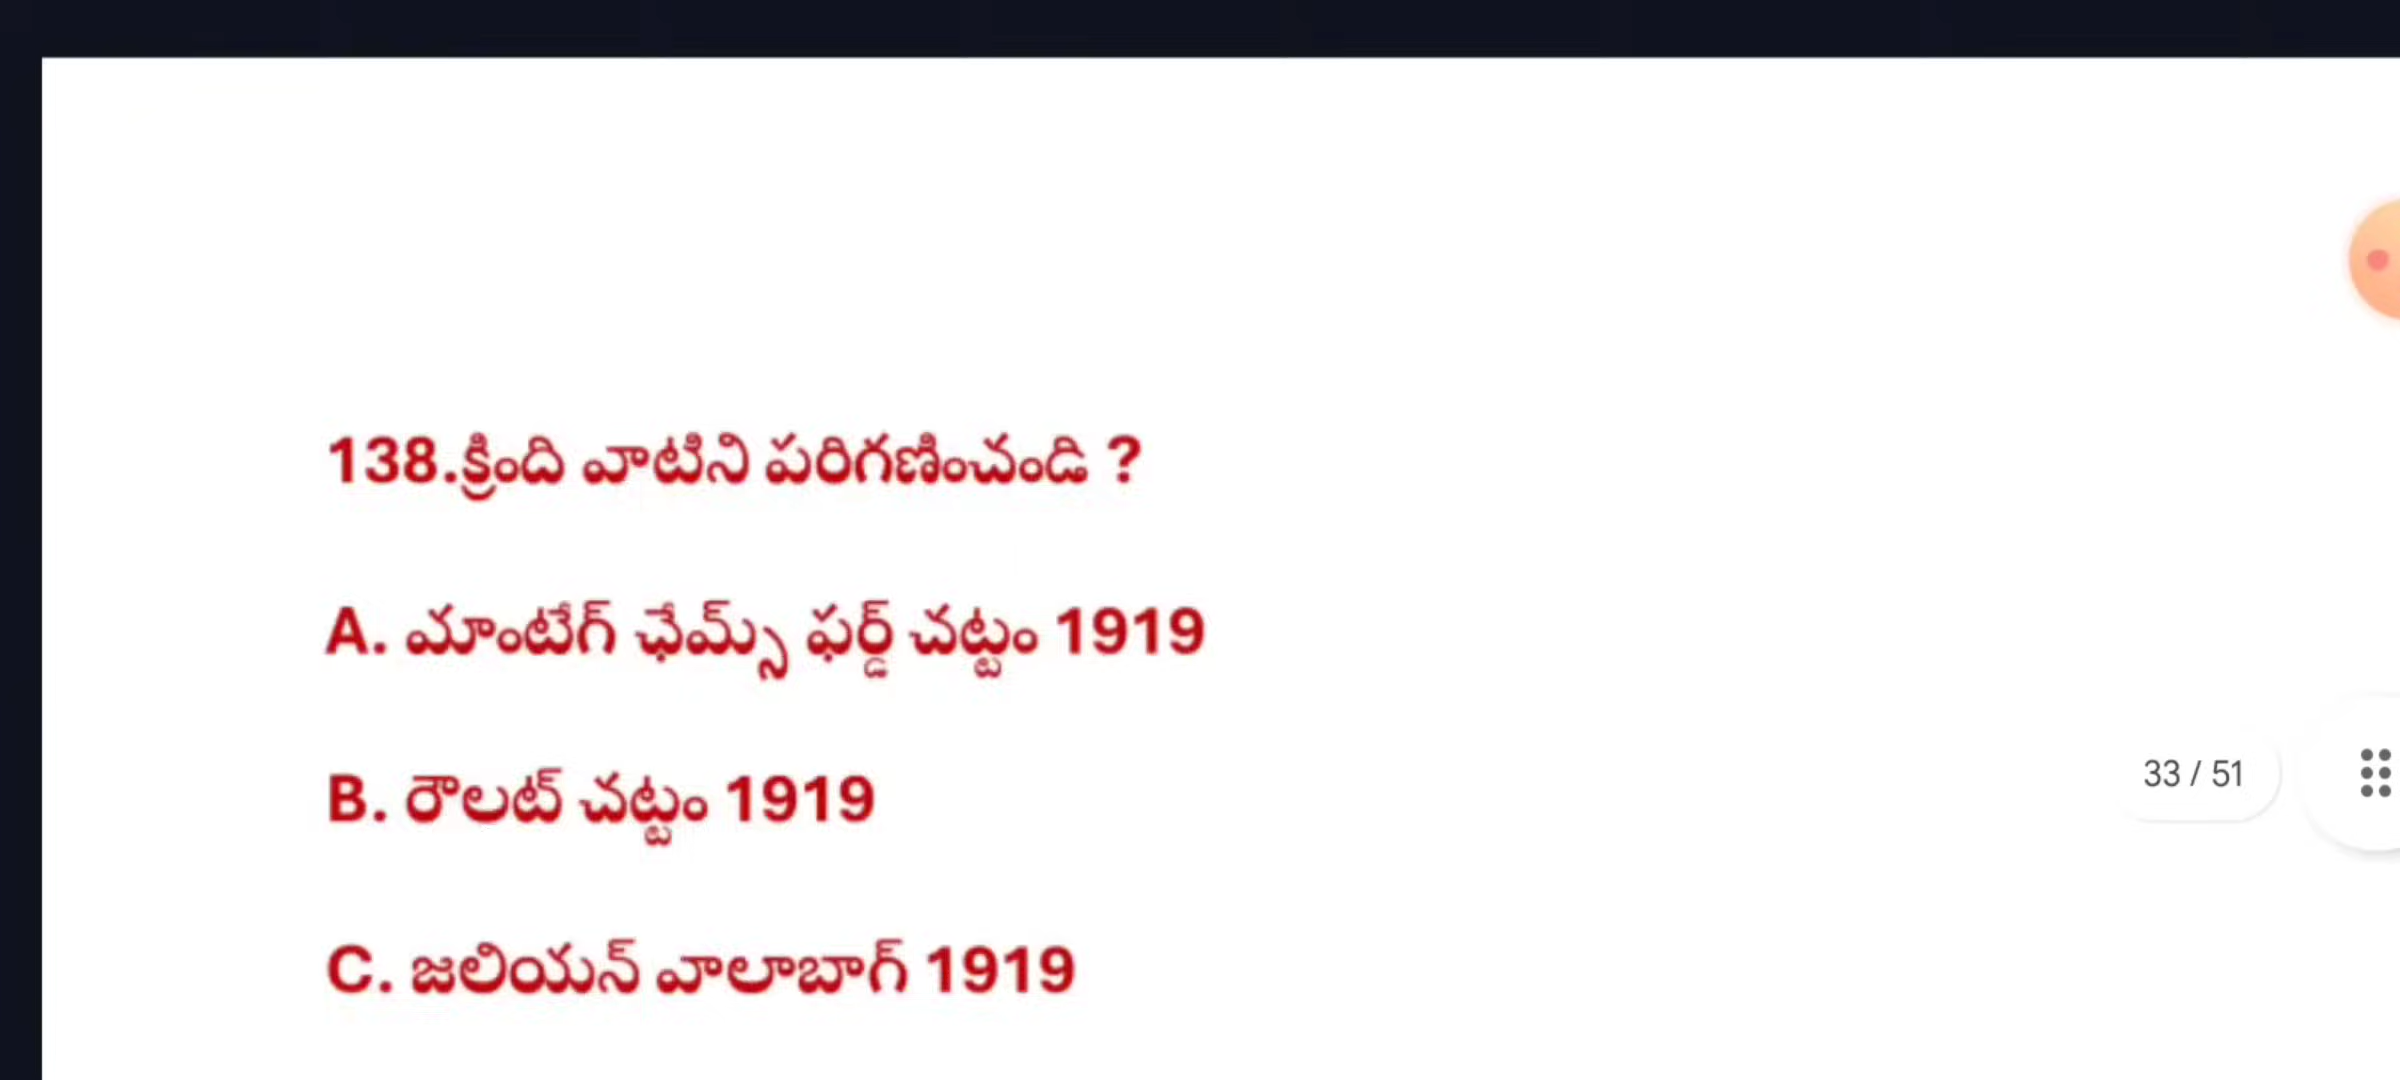 138.క్రింది వాటిని పరిగణించండి ?
A. మాంటేగ్ ఛేమ్స్ ఫర్డ్ చట్టం 1919
B. రౌలట్ చట్టం 1919
33 / 51
C. జలియన్ వాలాబాగ్ 1919